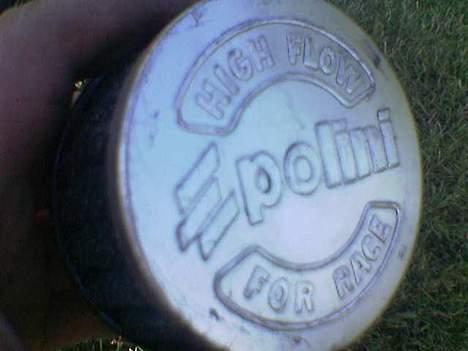 HIGH FLOW
polini
FOR RACE